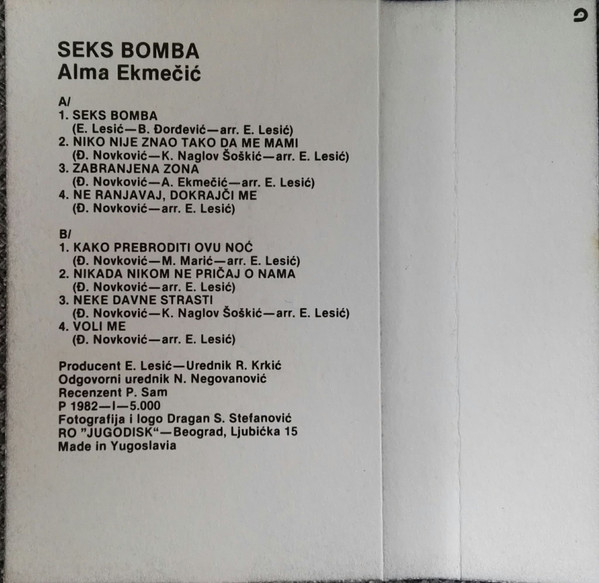 SEKS BOMBA
Alma Ekmečić
A/
1. SEKS BOMBA
(E. Lesić—B. Đorđević—arr. E. Lesić)
2. NIKO NIJE ZNAO TAKO DA ME MAMI
(Đ. Novković—K. Naglov Šoškić—arr. E. Lesić)
3. ZABRANJENA ZONA
(Đ. Novković—A. Ekmečić—arr. E. Lesić)
4. NE RANJAVAJ, DOKRAJČI ME
(Đ. Novković—arr. E. Lesić)
B/
1. KAKO PREBRODITI OVU NOĆ
(Đ. Novković—M. Marić—arr. E. Lesić)
2. NIKADA NIKOM NE PRIČAJ O NAMA
(Đ. Novković—arr. E. Lesić)
3. NEKE DAVNE STRASTI
(Đ. Novković—K. Naglov Šoškić—arr. E. Lesić)
4. VOLI ME
(Đ. Novković—arr. E. Lesić)
Producent E. Lesić—Urednik R. Krkić
Odgovorni urednik N. Negovanović
Recenzent P. Sam
P 1982—I—5.000
Fotografija i logo Dragan S. Stefanović
RO "JUGODISK“—Beograd, Ljubićka 15
Made in Yugoslavia